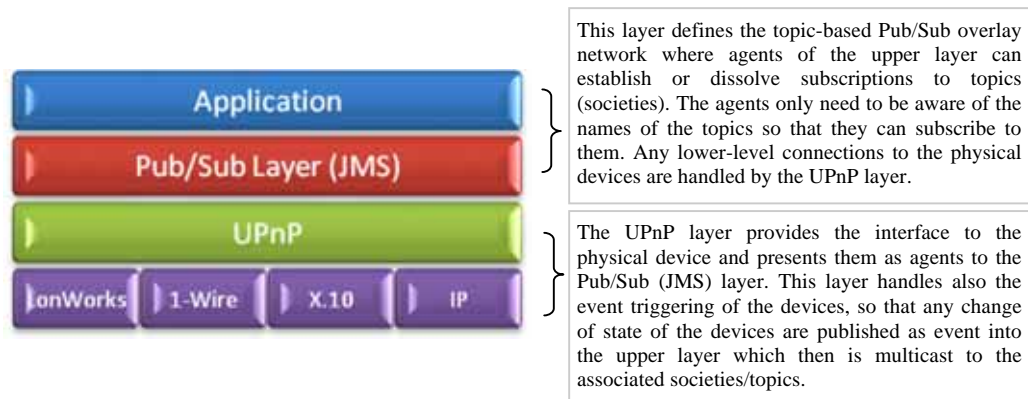 Application
Pub/Sub Layer (JMS)
UPnP
LonWorks 1-Wire X.10 IP
This layer defines the topic-based Pub/Sub overlay
network where agents of the upper layer can
establish or dissolve subscriptions to topics
(societies). The agents only need to be aware of the
names of the topics so that they can subscribe to
them. Any lower-level connections to the physical
devices are handled by the UPnP layer.
The UPnP layer provides the interface to the
physical device and presents them as agents to the
Pub/Sub (JMS) layer. This layer handles also the
event triggering of the devices, so that any change
of state of the devices are published as event into
the upper layer which then is multicast to the
associated societies/topics.